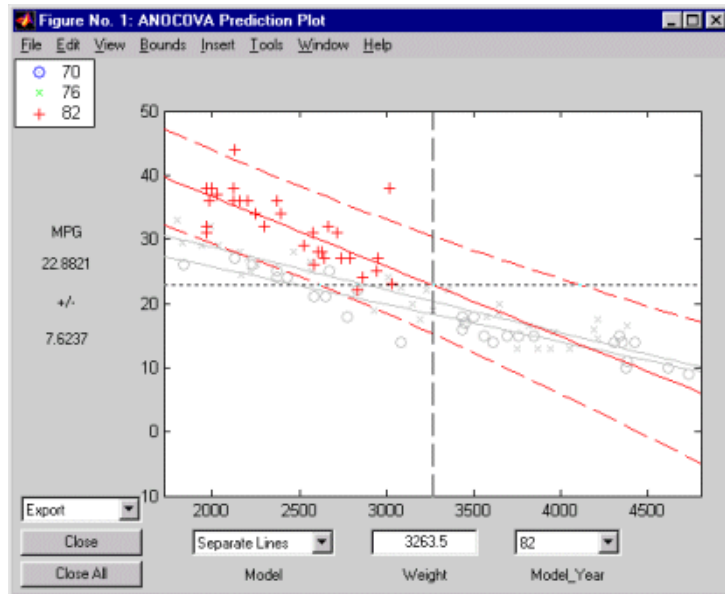 Figure No. 1: ANOCOVA Prediction Plot
File Edit View Bounds Insert Tools Window Help
70
76
82
50
40
30
20
10
0
10
MPG
22.8821
+/-
7.6237
2000 2500 3000 3500 4000 4500
Export
Close
Close All
Separate Lines
Model
3263.5
Weight
82
Model_Year